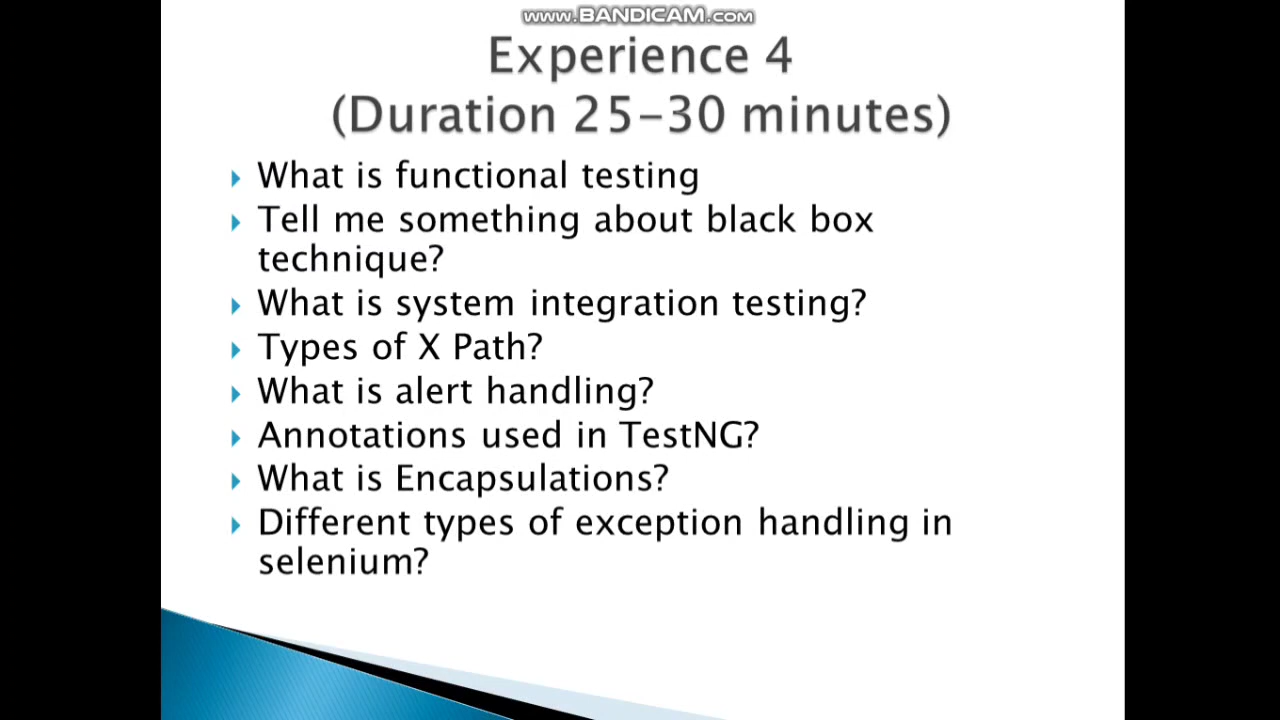 www.BANDICAM.com
Experience 4
(Duration 25-30 minutes)
What is functional testing
Tell me something about black box
technique?
What is system integration testing?
Types of X Path?
What is alert handling?
Annotations used in TestNG?
What is Encapsulations?
Different types of exception handling in
selenium?